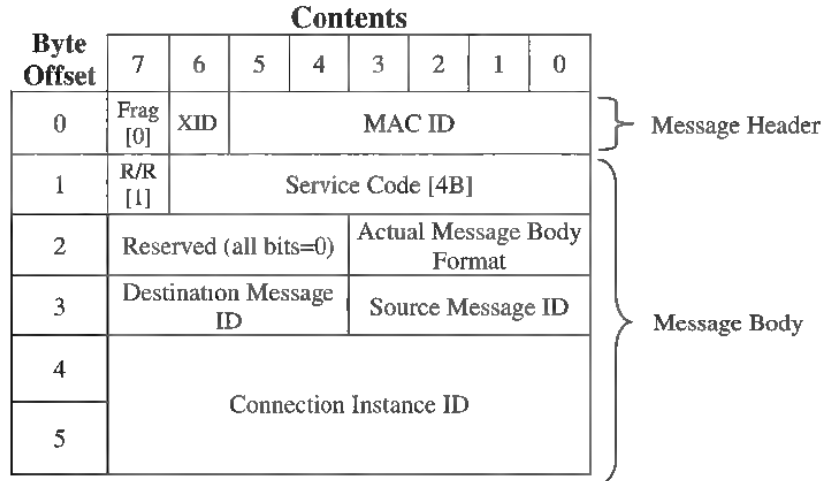 Contents
Byte
Offset
7 6 5 4 3 2 1 0
0
Frag
[0]
XID
MAC ID
Message Header
1
R/R
[1]
Service Code [4B]
2
Reserved (all bits=0)
Actual Message Body
Format
3
Destination Message
ID
Source Message ID
Message Body
4
Connection Instance ID
5